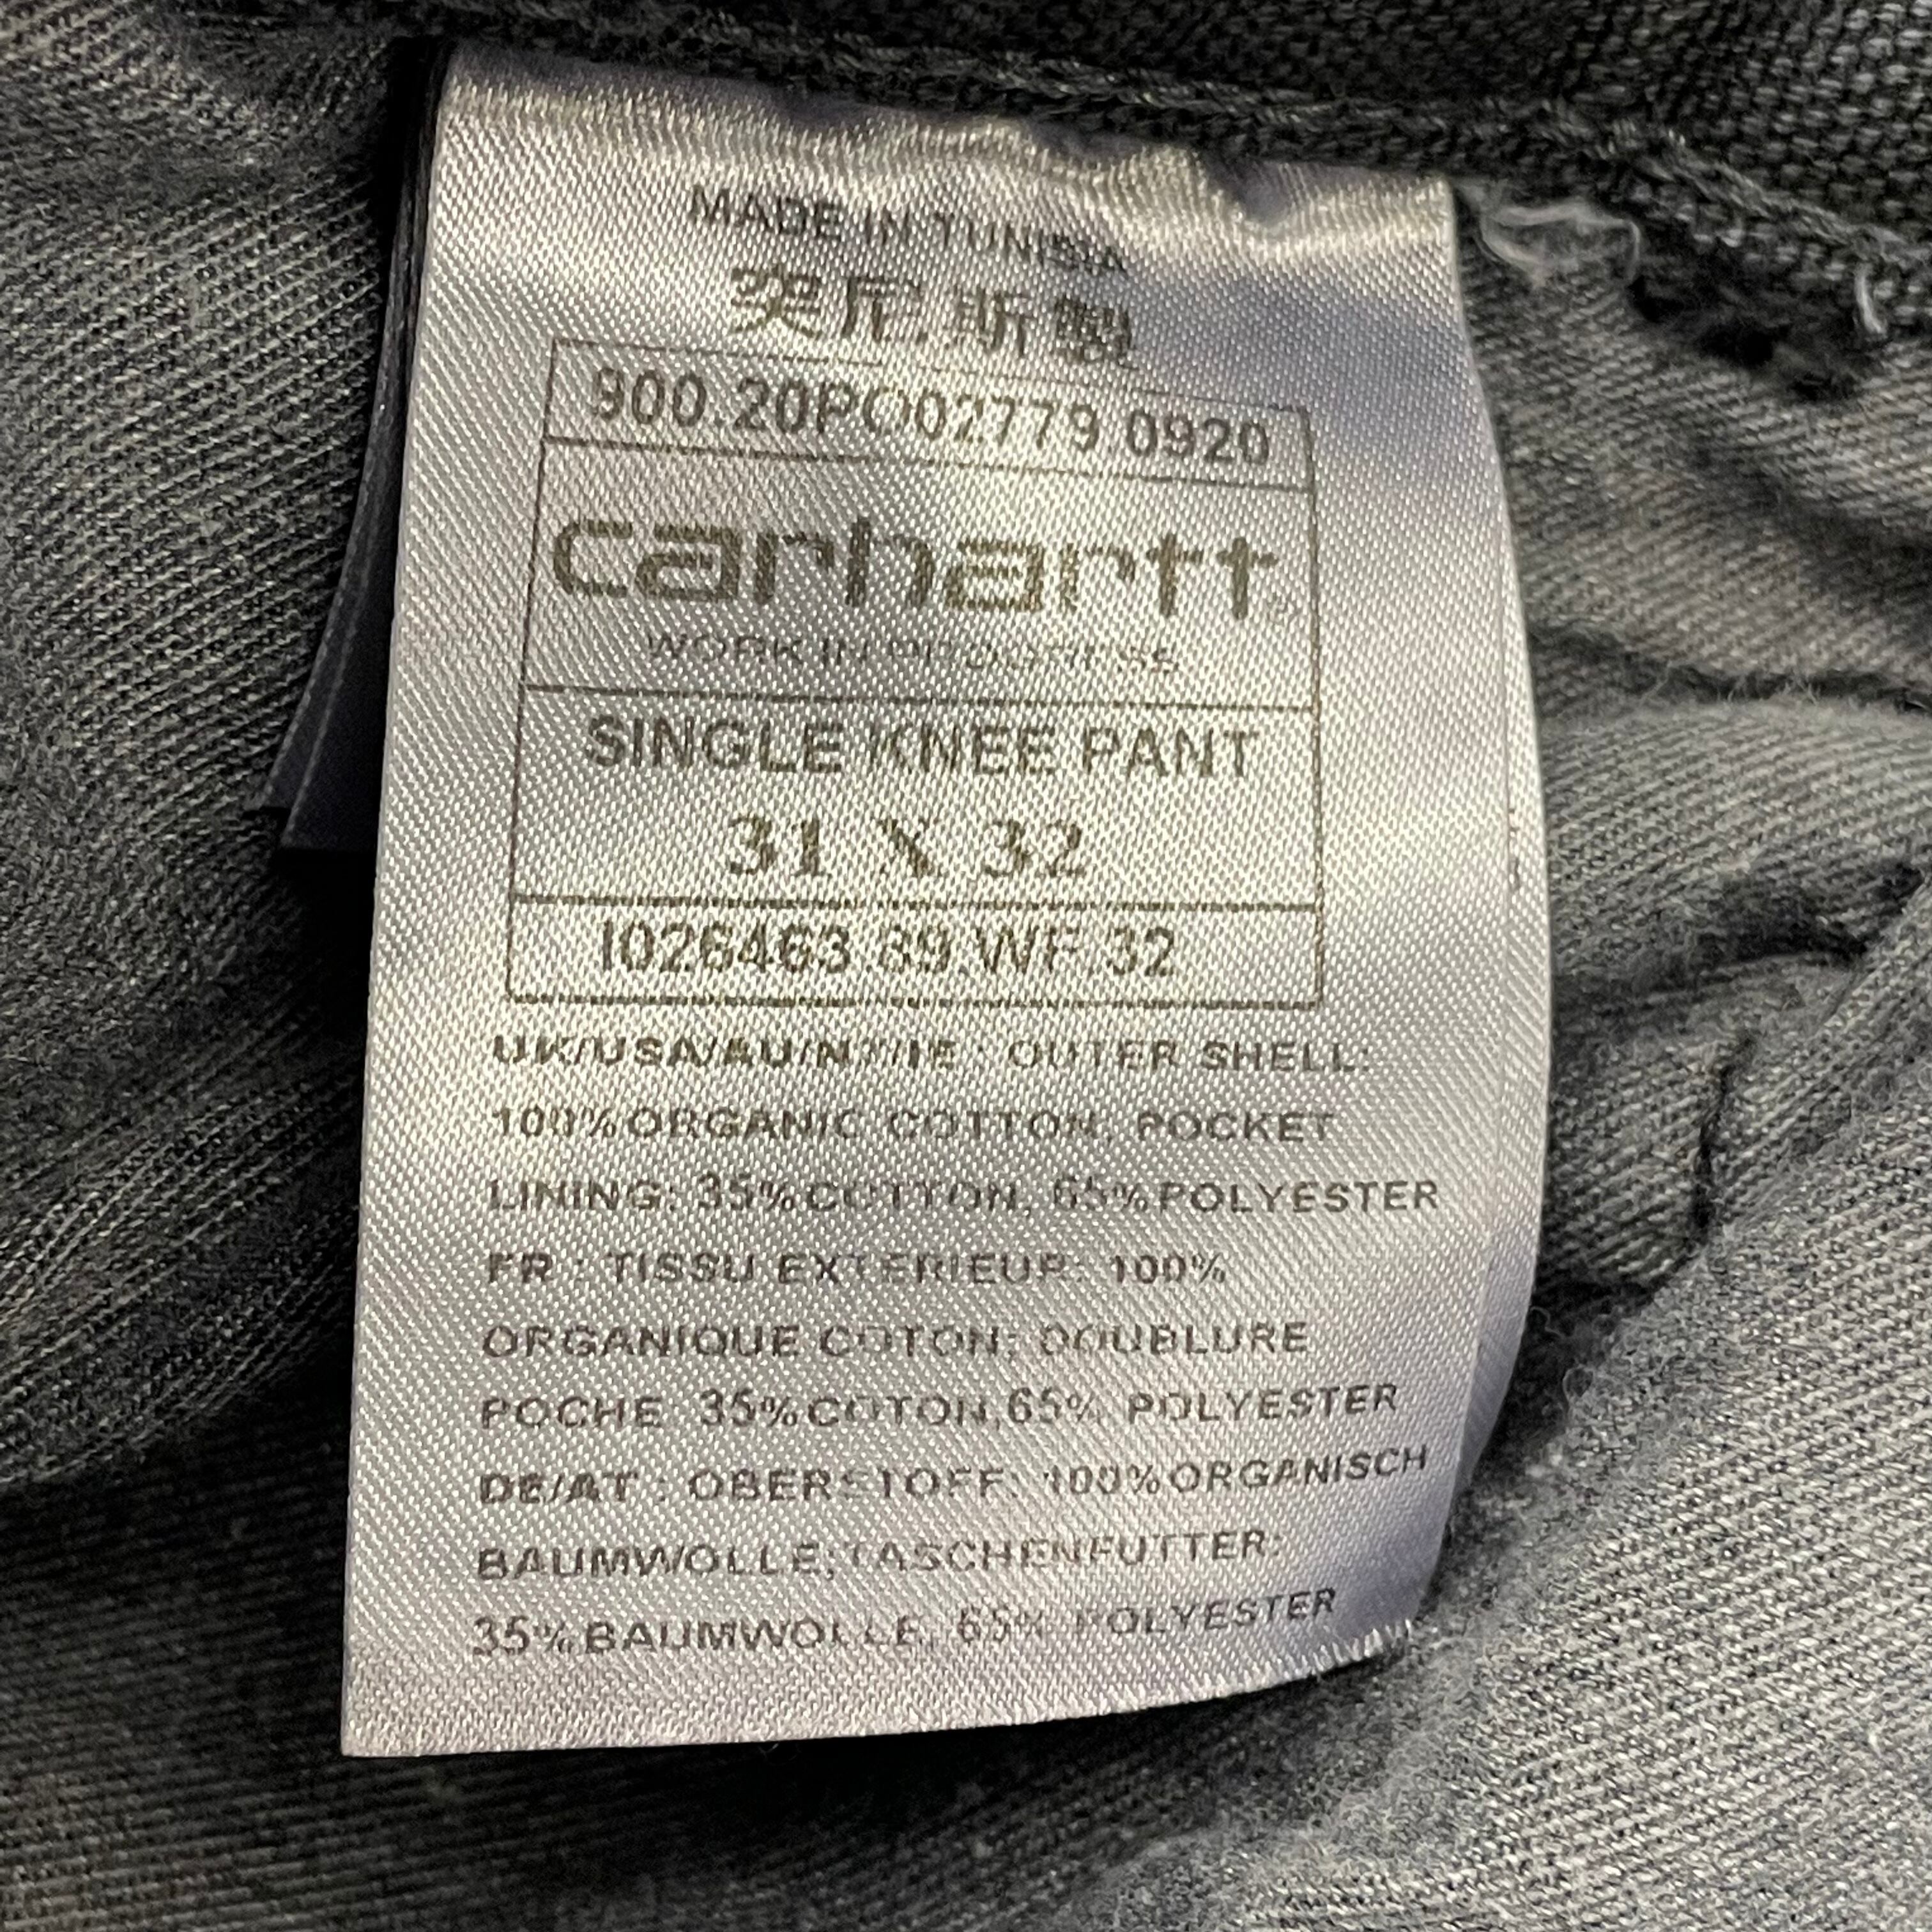 MADE IN TUNISIA
突尼斯製
900.20PO02779.0920
carhartt®
WORK IN PROGRESS
SINGLE KNEE PANT
31 X 32
I026463.89.WF.32
UK/USA/AU/NZ/IE : OUTER SHELL:
100%ORGANIC COTTON; POCKET
LINING: 35%COTTON, 65%POLYESTER
FR : TISSU EXTERIEUR: 100%
ORGANIQUE COTON; DOUBLURE
POCHE: 35%COTON,65% POLYESTER
DE/AT : OBERSTOFF: 100%ORGANISCH
BAUMWOLLE;TASCHENFUTTER:
35%BAUMWOLLE, 65% POLYESTER